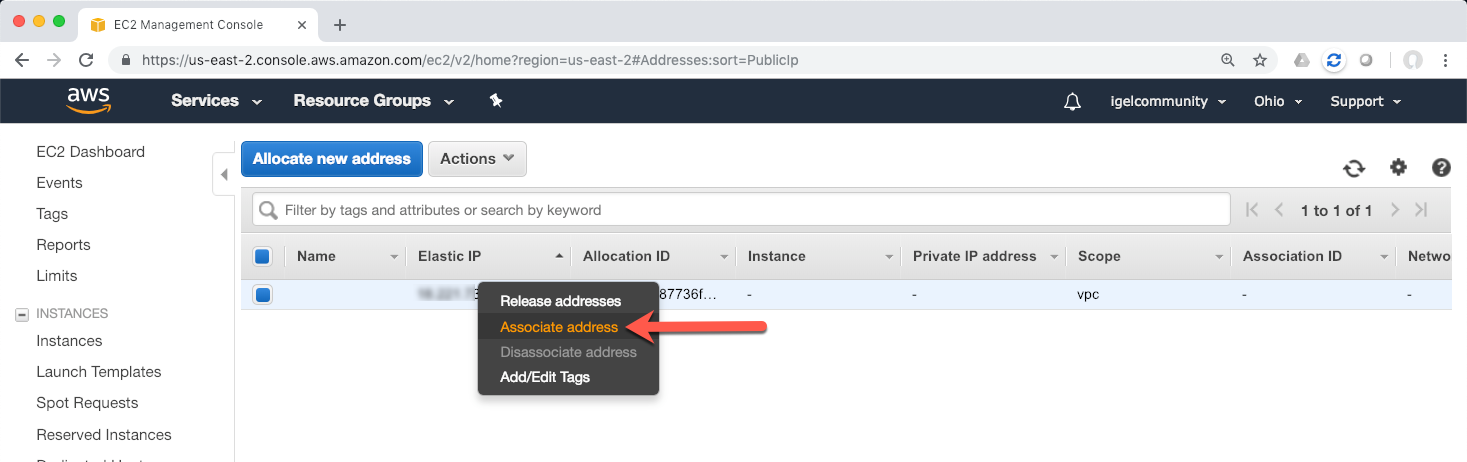 EC2 Management Console
https://us-east-2.console.aws.amazon.com/ec2/v2/home?region=us-east-2#Addresses:sort=PublicIp
aws Services Resource Groups igelcommunity Ohio Support
EC2 Dashboard
Events
Tags
Reports
Limits
INSTANCES
Instances
Launch Templates
Spot Requests
Reserved Instances
Allocate new address Actions
Filter by tags and attributes or search by keyword 1 to 1 of 1
Name Elastic IP Allocation ID Instance Private IP address Scope Association ID Netwo
87736f... - - vpc - -
Release addresses
Associate address
Disassociate address
Add/Edit Tags